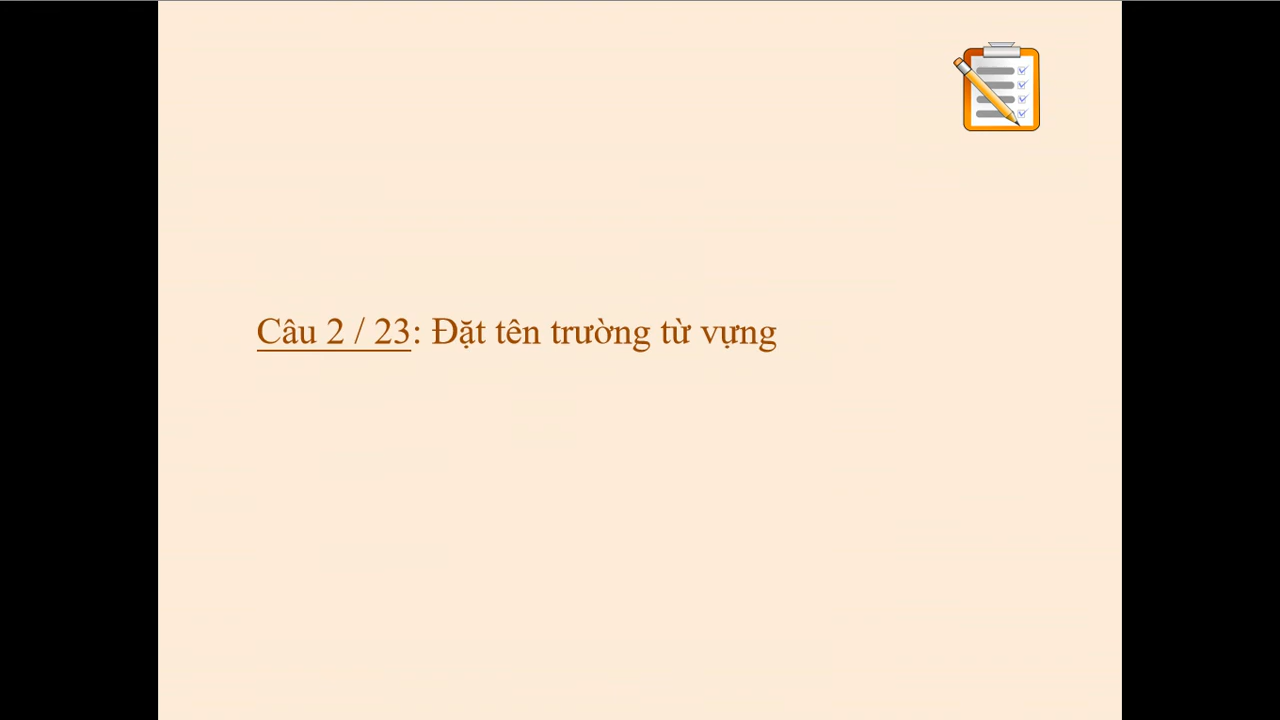 Câu 2 / 23: Đặt tên trường từ vựng